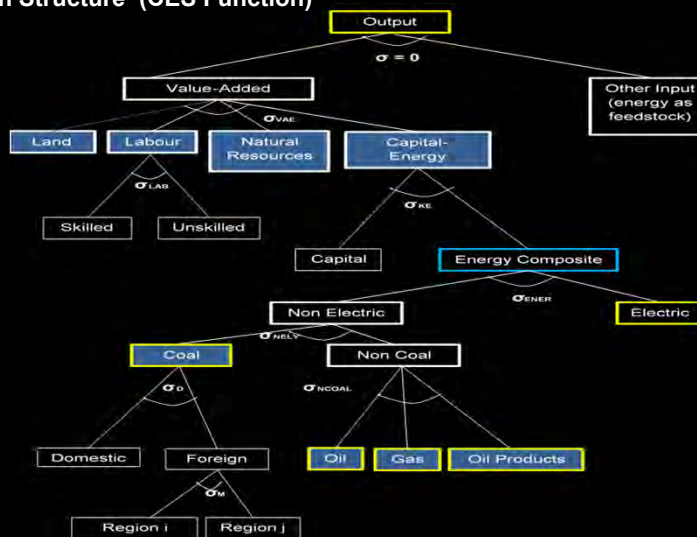 n Structure (CES Function)
Output
σ = 0
Value-Added
Other Input
(energy as
feedstock)
σVAE
Land
Labour
Natural
Resources
Capital-
Energy
σLAB
σKE
Skilled
Unskilled
Capital
Energy Composite
σENER
Non Electric
Electric
σNELY
Coal
Non Coal
σD
σNCOAL
Domestic
Foreign
Oil
Gas
Oil Products
σM
Region i
Region j